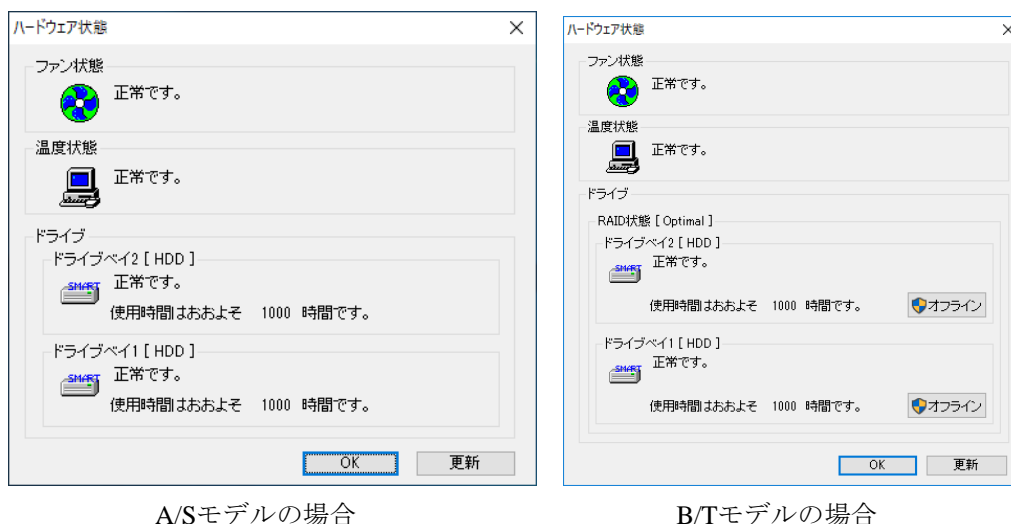 ハードウェア状態
ファン状態
正常です。
温度状態
正常です。
ドライブ
ドライブベイ2 [ HDD ]
SMART
正常です。
使用時間はおおよそ 1000 時間です。
ドライブベイ1 [ HDD ]
SMART
正常です。
使用時間はおおよそ 1000 時間です。
OK
更新
A/Sモデルの場合
ハードウェア状態
ファン状態
正常です。
温度状態
正常です。
ドライブ
RAID状態 [ Optimal ]
ドライブベイ2 [ HDD ]
SMART
正常です。
使用時間はおおよそ 1000 時間です。
オフライン
ドライブベイ1 [ HDD ]
SMART
正常です。
使用時間はおおよそ 1000 時間です。
オフライン
OK
更新
B/Tモデルの場合